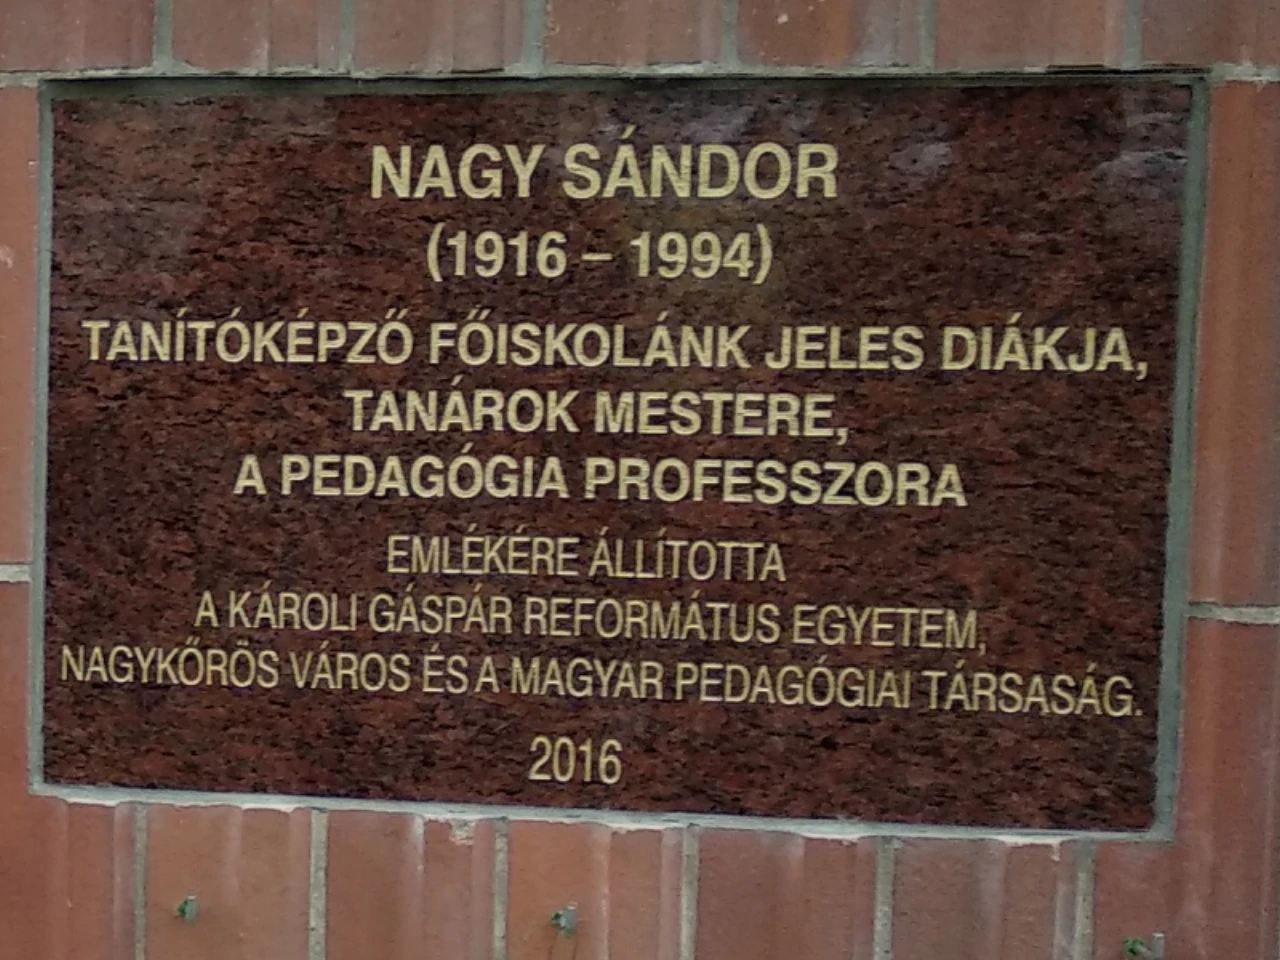 NAGY SÁNDOR
(1916 – 1994)
TANÍTÓKÉPZŐ FŐISKOLÁNK JELES DIÁKJA,
TANÁROK MESTERE,
A PEDAGÓGIA PROFESSZORA
EMLÉKÉRE ÁLLÍTOTTA
A KÁROLI GÁSPÁR REFORMÁTUS EGYETEM,
NAGYKŐRÖS VÁROS ÉS A MAGYAR PEDAGÓGIAI TÁRSASÁG.
2016